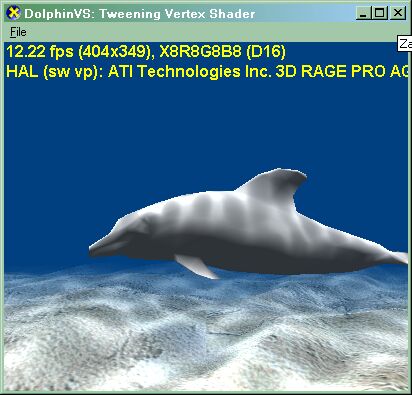 DolphinVS: Tweening Vertex Shader
File
12.22 fps (404x349), X8R8G8B8 (D16)
HAL (sw vp): ATI Technologies Inc. 3D RAGE PRO AG